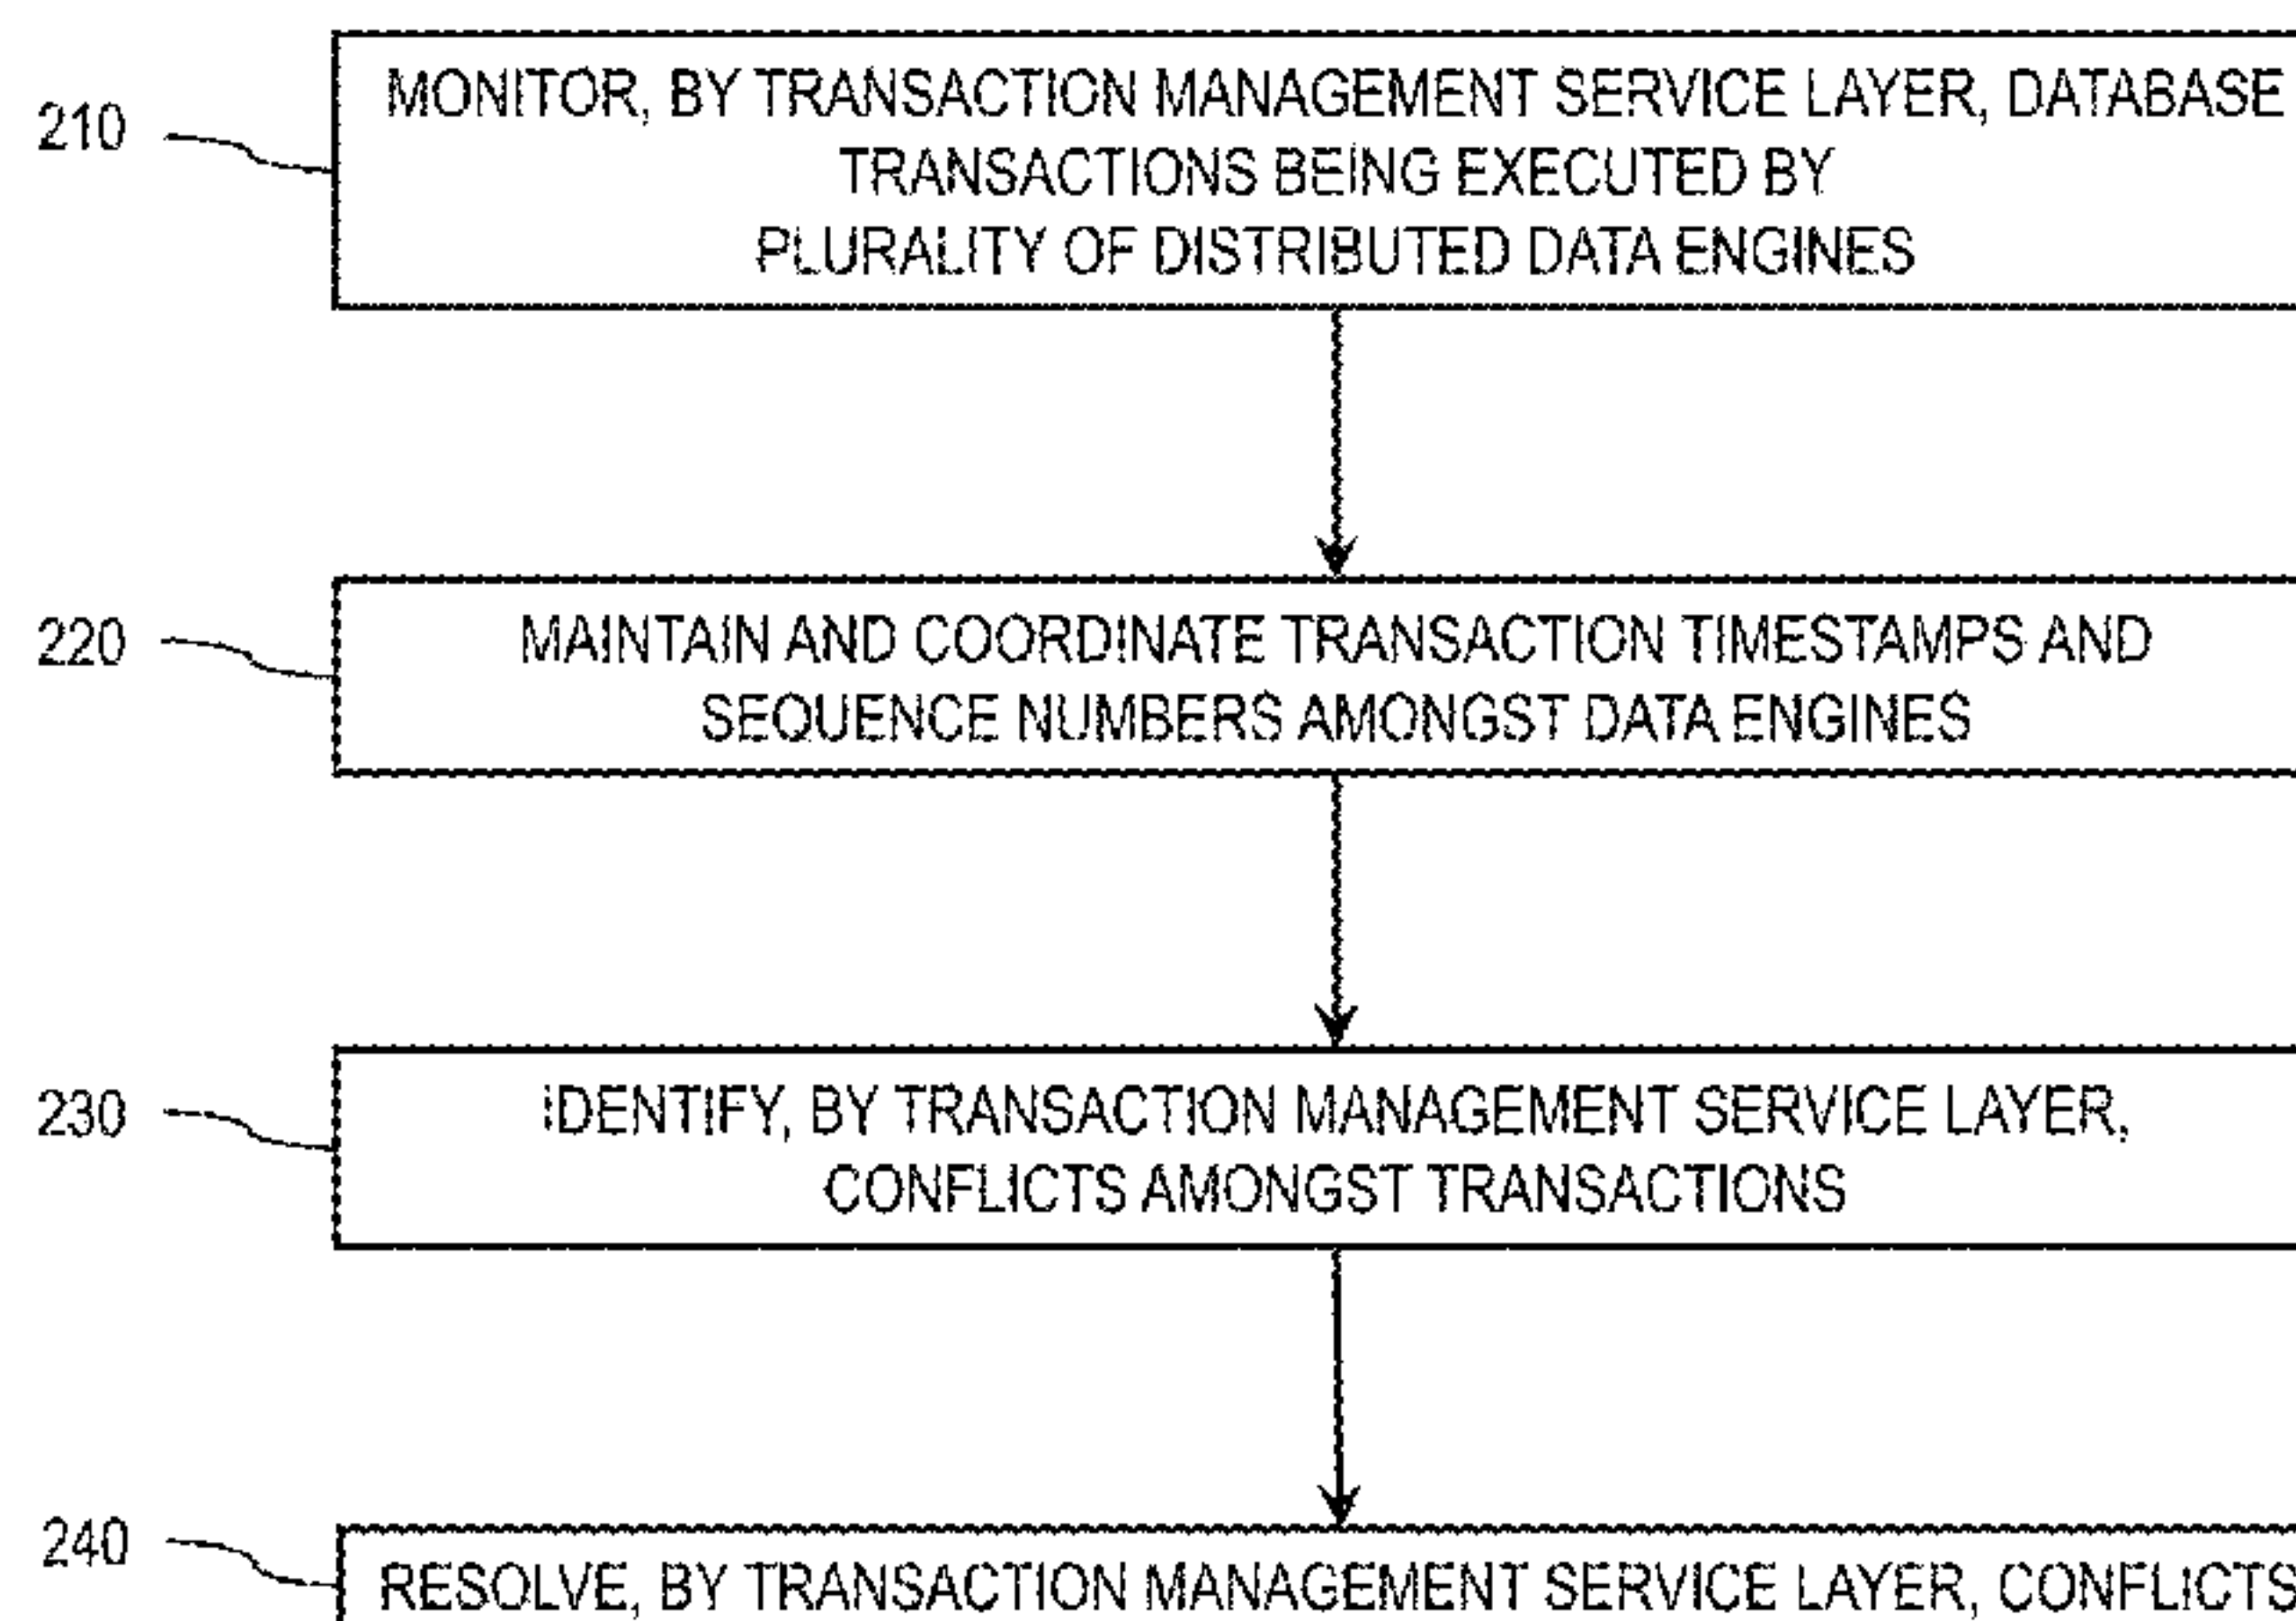 210
MONITOR, BY TRANSACTION MANAGEMENT SERVICE LAYER, DATABASE
TRANSACTIONS BEING EXECUTED BY
PLURALITY OF DISTRIBUTED DATA ENGINES
220
MAINTAIN AND COORDINATE TRANSACTION TIMESTAMPS AND
SEQUENCE NUMBERS AMONGST DATA ENGINES
230
IDENTIFY, BY TRANSACTION MANAGEMENT SERVICE LAYER,
CONFLICTS AMONGST TRANSACTIONS
240
RESOLVE, BY TRANSACTION MANAGEMENT SERVICE LAYER, CONFLICTS